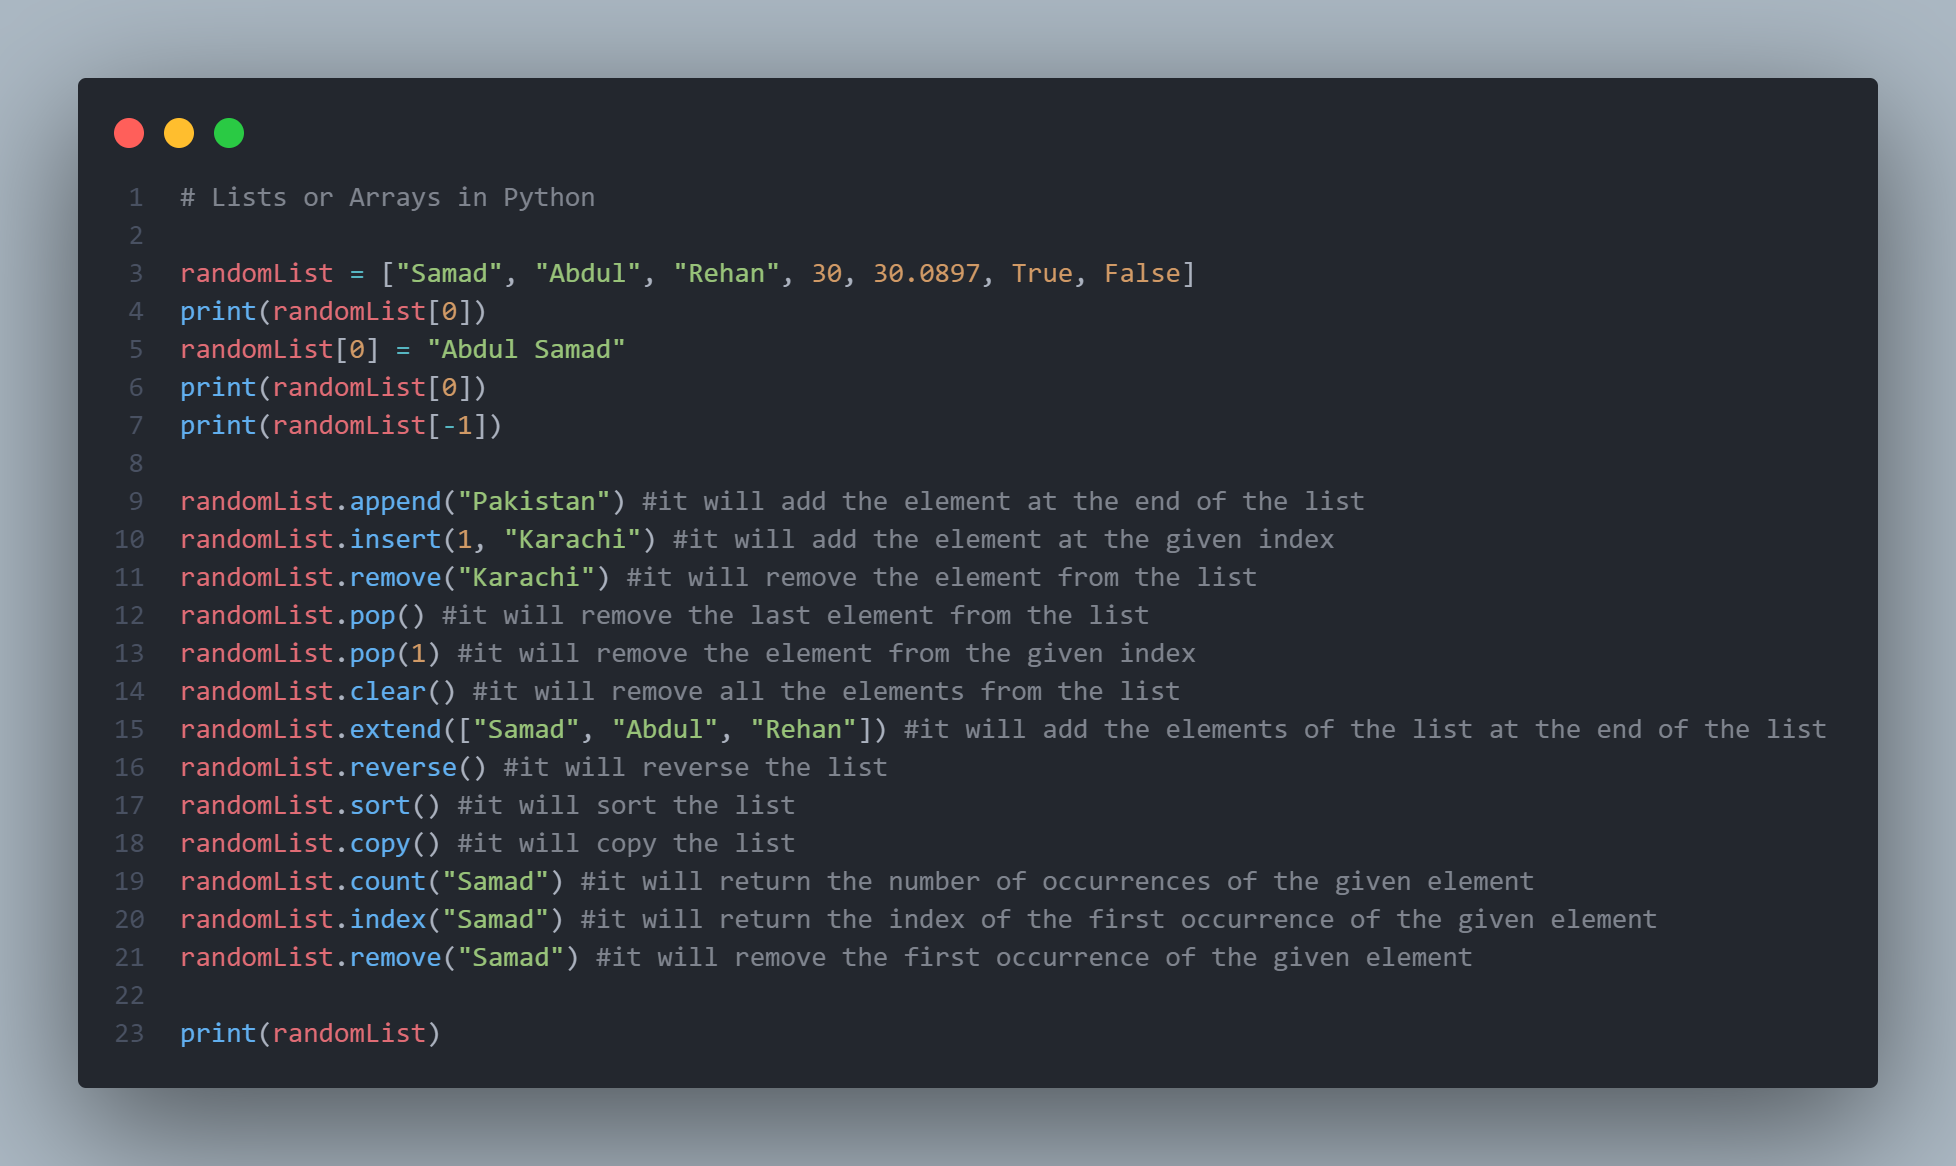 1 # Lists or Arrays in Python
2
3 randomList = ["Samad", "Abdul", "Rehan", 30, 30.0897, True, False]
4 print(randomList[0])
5 randomList[0] = "Abdul Samad"
6 print(randomList[0])
7 print(randomList[-1])
8
9 randomList.append("Pakistan") #it will add the element at the end of the list
10 randomList.insert(1, "Karachi") #it will add the element at the given index
11 randomList.remove("Karachi") #it will remove the element from the list
12 randomList.pop() #it will remove the last element from the list
13 randomList.pop(1) #it will remove the element from the given index
14 randomList.clear() #it will remove all the elements from the list
15 randomList.extend(["Samad", "Abdul", "Rehan"]) #it will add the elements of the list at the end of the list
16 randomList.reverse() #it will reverse the list
17 randomList.sort() #it will sort the list
18 randomList.copy() #it will copy the list
19 randomList.count("Samad") #it will return the number of occurrences of the given element
20 randomList.index("Samad") #it will return the index of the first occurrence of the given element
21 randomList.remove("Samad") #it will remove the first occurrence of the given element
22
23 print(randomList)